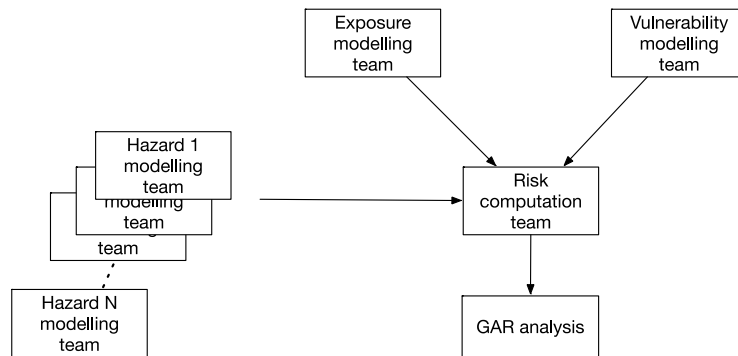 Exposure
modelling
team
Vulnerability
modelling
team
Hazard 1
modelling
team
modelling
team
team
Risk
computation
team
Hazard N
modelling
team
GAR analysis